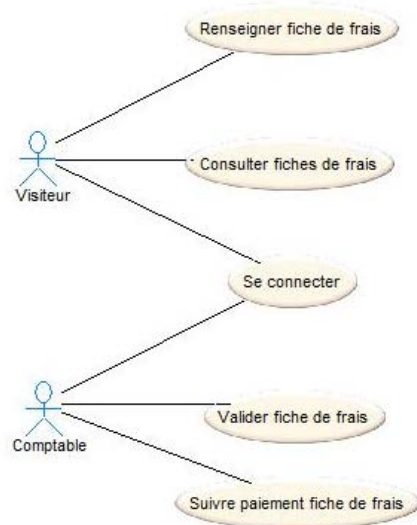 Renseigner fiche de frais
Consulter fiches de frais
Visiteur
Se connecter
Valider fiche de frais
Comptable
Suivre paiement fiche de frais